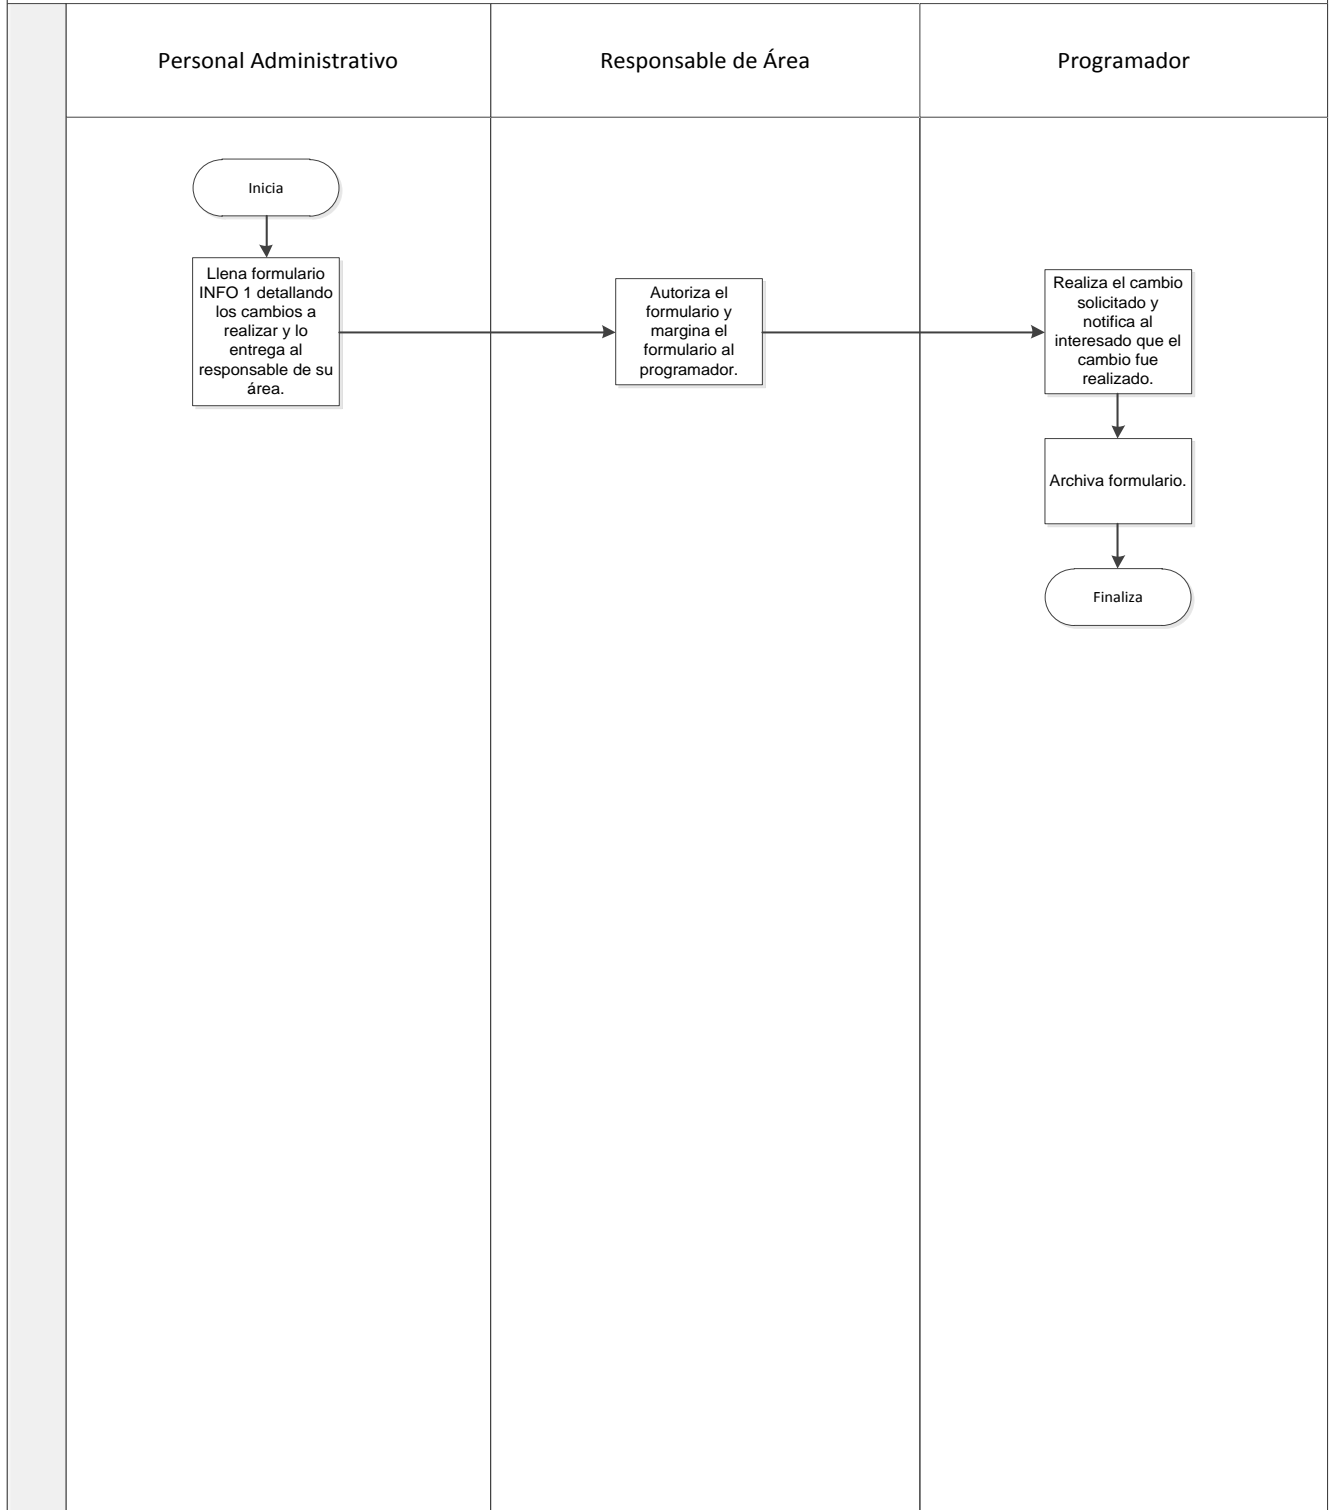 Personal Administrativo
Responsable de Área
Programador
Inicia
Llena formulario
INFO 1 detallando
los cambios a
realizar y lo
entrega al
responsable de su
área.
Autoriza el
formulario y
margina el
formulario al
programador.
Realiza el cambio
solicitado y
notifica al
interesado que el
cambio fue
realizado.
Archiva formulario.
Finaliza